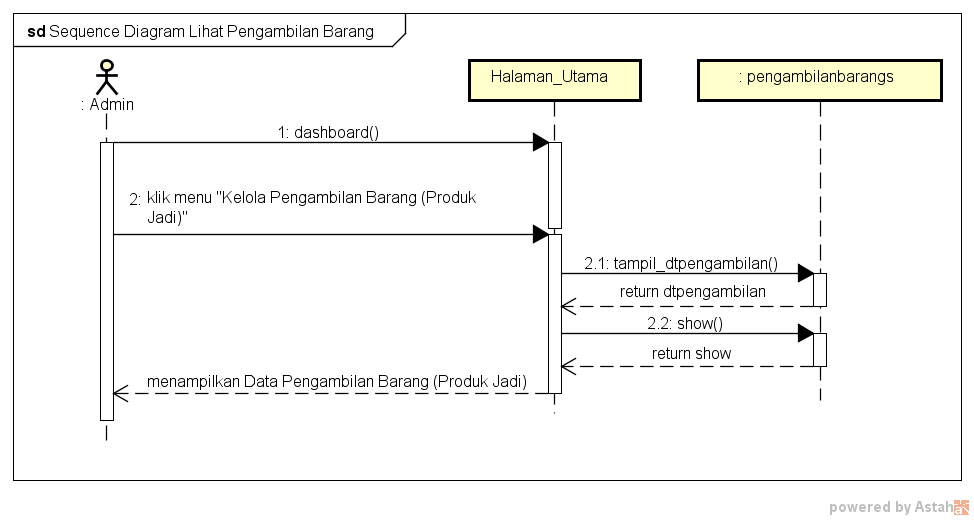 sd Sequence Diagram Lihat Pengambilan Barang
: Admin
Halaman_Utama
: pengambilanbarangs
1: dashboard()
2: klik menu "Kelola Pengambilan Barang (Produk
Jadi)"
2.1: tampil_dtpengambilan()
return dtpengambilan
2.2: show()
return show
menampilkan Data Pengambilan Barang (Produk Jadi)
powered by Astah